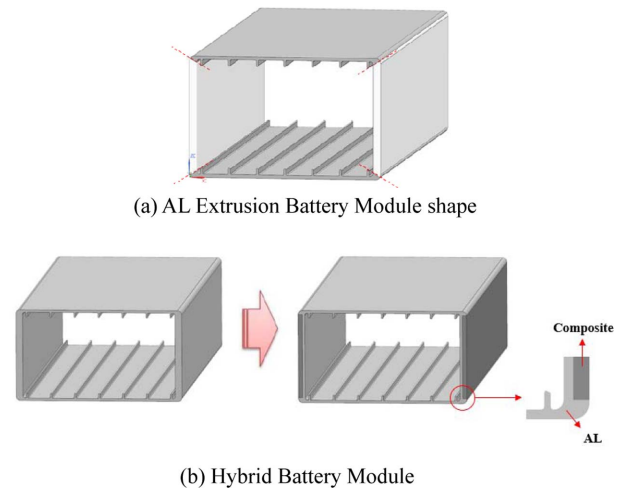 (a) AL Extrusion Battery Module shape
Composite
AL
(b) Hybrid Battery Module